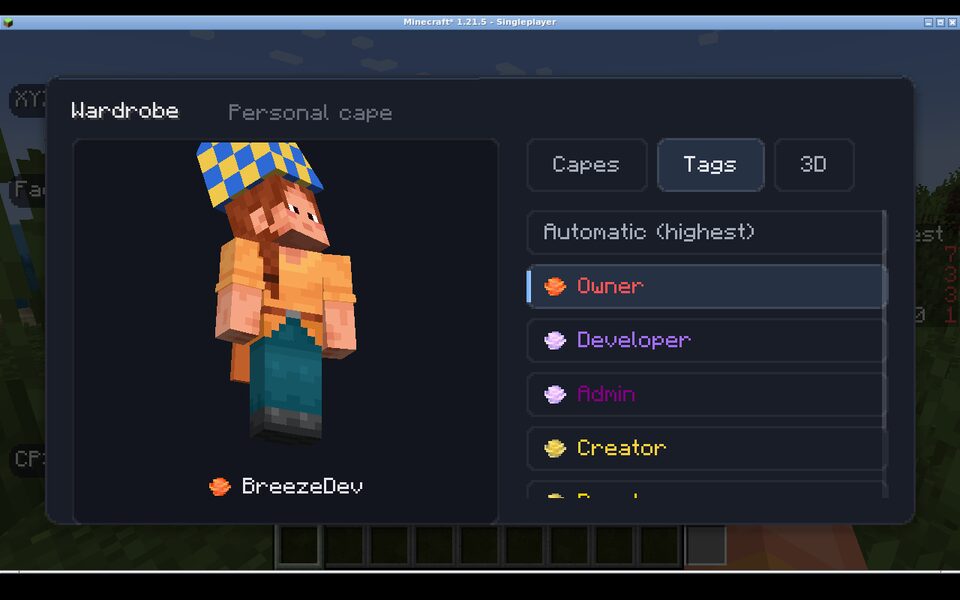 Minecraft* 1.21.5 - Singleplayer
Wardrobe
Personal cape
Capes
Tags
3D
Automatic (highest)
Owner
Developer
Admin
Creator
BreezeDev